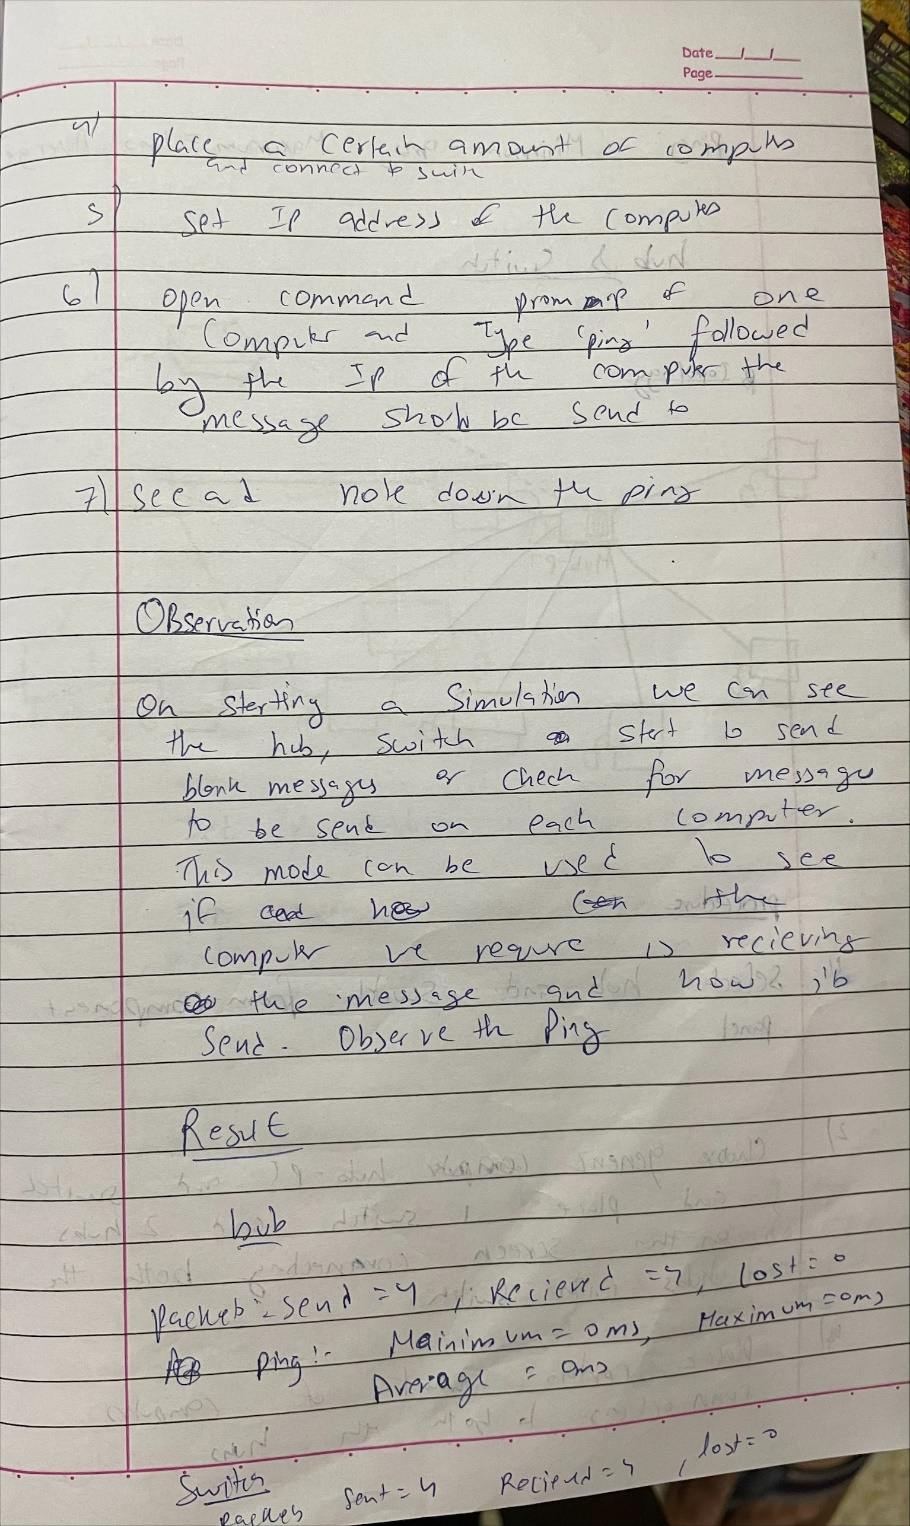 Date / /
Page
4) place a certain amount of computers
and connect to
5) set IP address of the computers
6) open command promp of one
Computer and Type 'ping' followed
by the IP of the computer the
message should be send to
7) see ad note down the ping
Observation
On sterting a Simulation we can see
the hub, switch start to send
blank messages or check for message
to be send on each computer.
This mode can be used to see
if the
computer we requre is recieving
the message and how it's
send. Observe the Ping
Result
hub
Packets:- send = 4, Recieved = 4, lost = 0
Ping:- Mainimum = 0ms, Maximum = 0ms
Average = 0ms
Switch
Packets Sent = 4 Recieved = 4, lost = 0